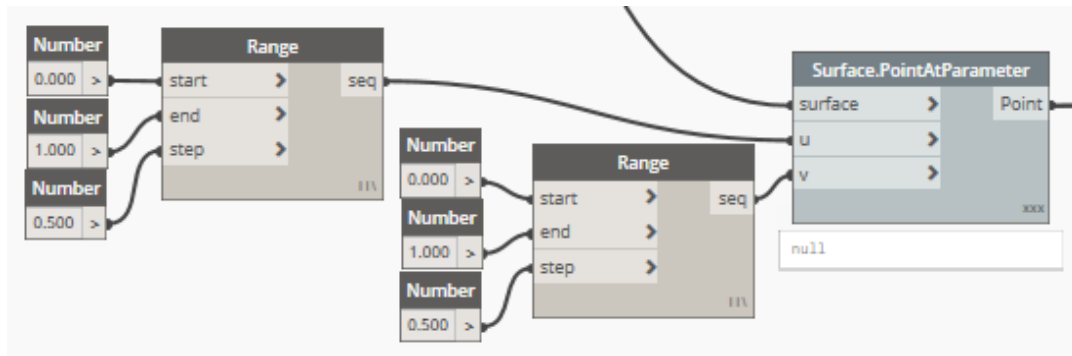 Number
0.000 >
Number
1.000 >
Number
0.500 >
Range
start > seq
end >
step >
Number
0.000 >
Number
1.000 >
Number
0.500 >
Range
start > seq
end >
step >
Surface.PointAtParameter
surface > Point
u >
v >
xxx
null